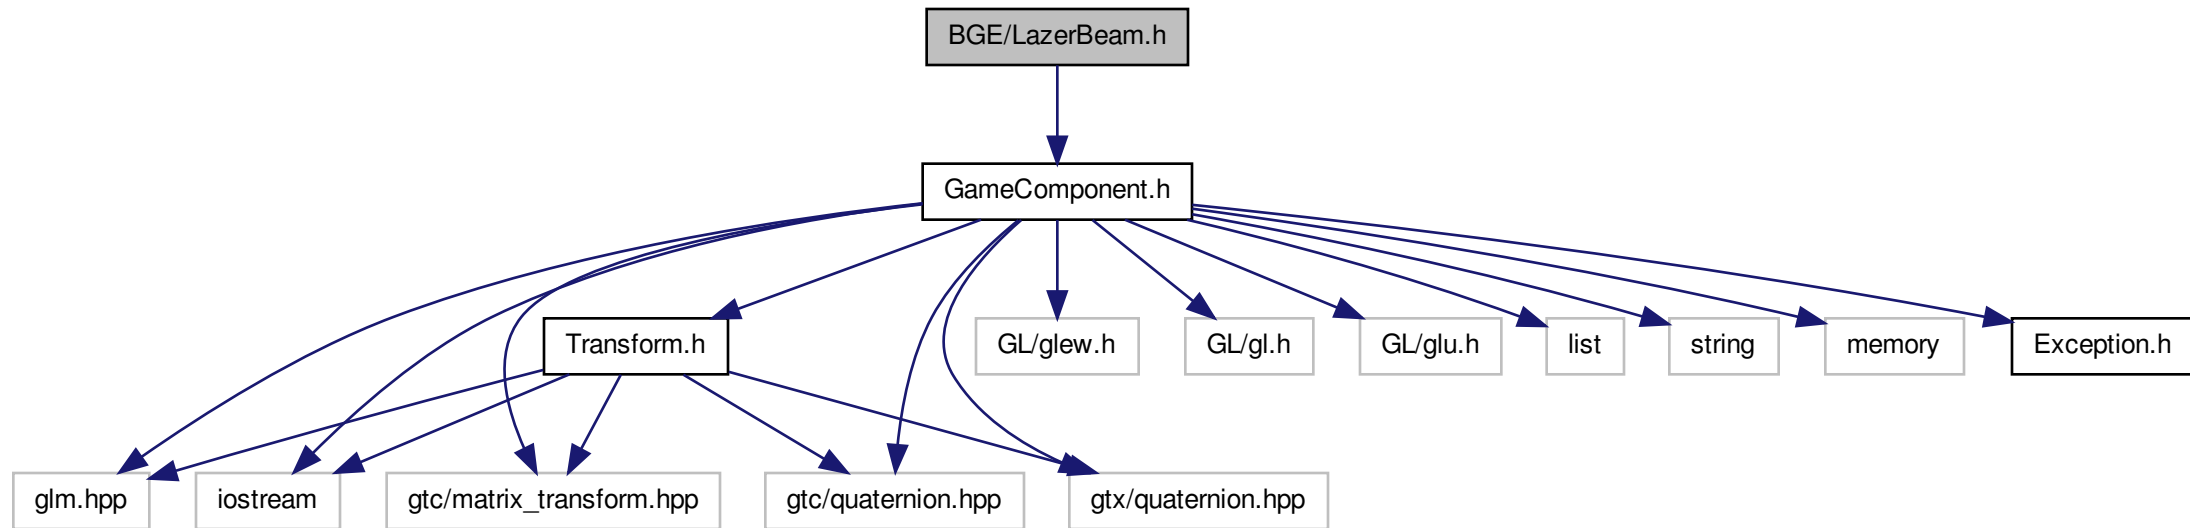 BGE/LazerBeam.h
GameComponent.h
Transform.h
GL/glew.h
GL/gl.h
GL/glu.h
list
string
memory
Exception.h
glm.hpp
iostream
gtc/matrix_transform.hpp
gtc/quaternion.hpp
gtx/quaternion.hpp